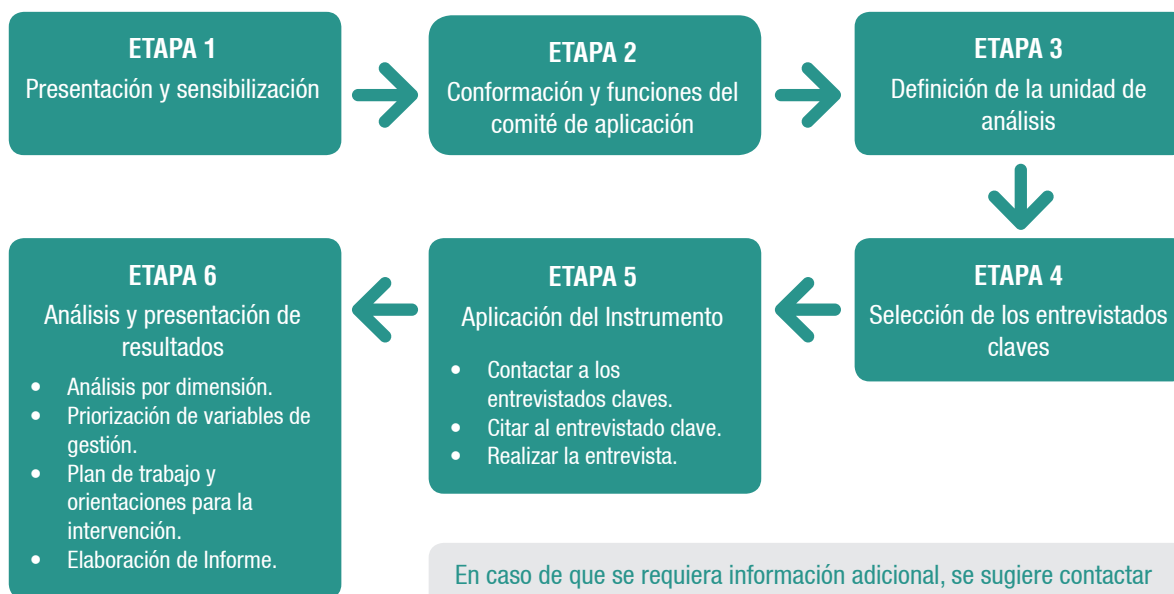 ETAPA 1
Presentación y sensibilización
ETAPA 2
Conformación y funciones del
comité de aplicación
ETAPA 3
Definición de la unidad de
análisis
ETAPA 4
Selección de los entrevistados
claves
ETAPA 5
Aplicación del Instrumento
• Contactar a los
entrevistados claves.
• Citar al entrevistado clave.
• Realizar la entrevista.
ETAPA 6
Análisis y presentación de
resultados
• Análisis por dimensión.
• Priorización de variables de
gestión.
• Plan de trabajo y
orientaciones para la
intervención.
• Elaboración de Informe.
En caso de que se requiera información adicional, se sugiere contactar